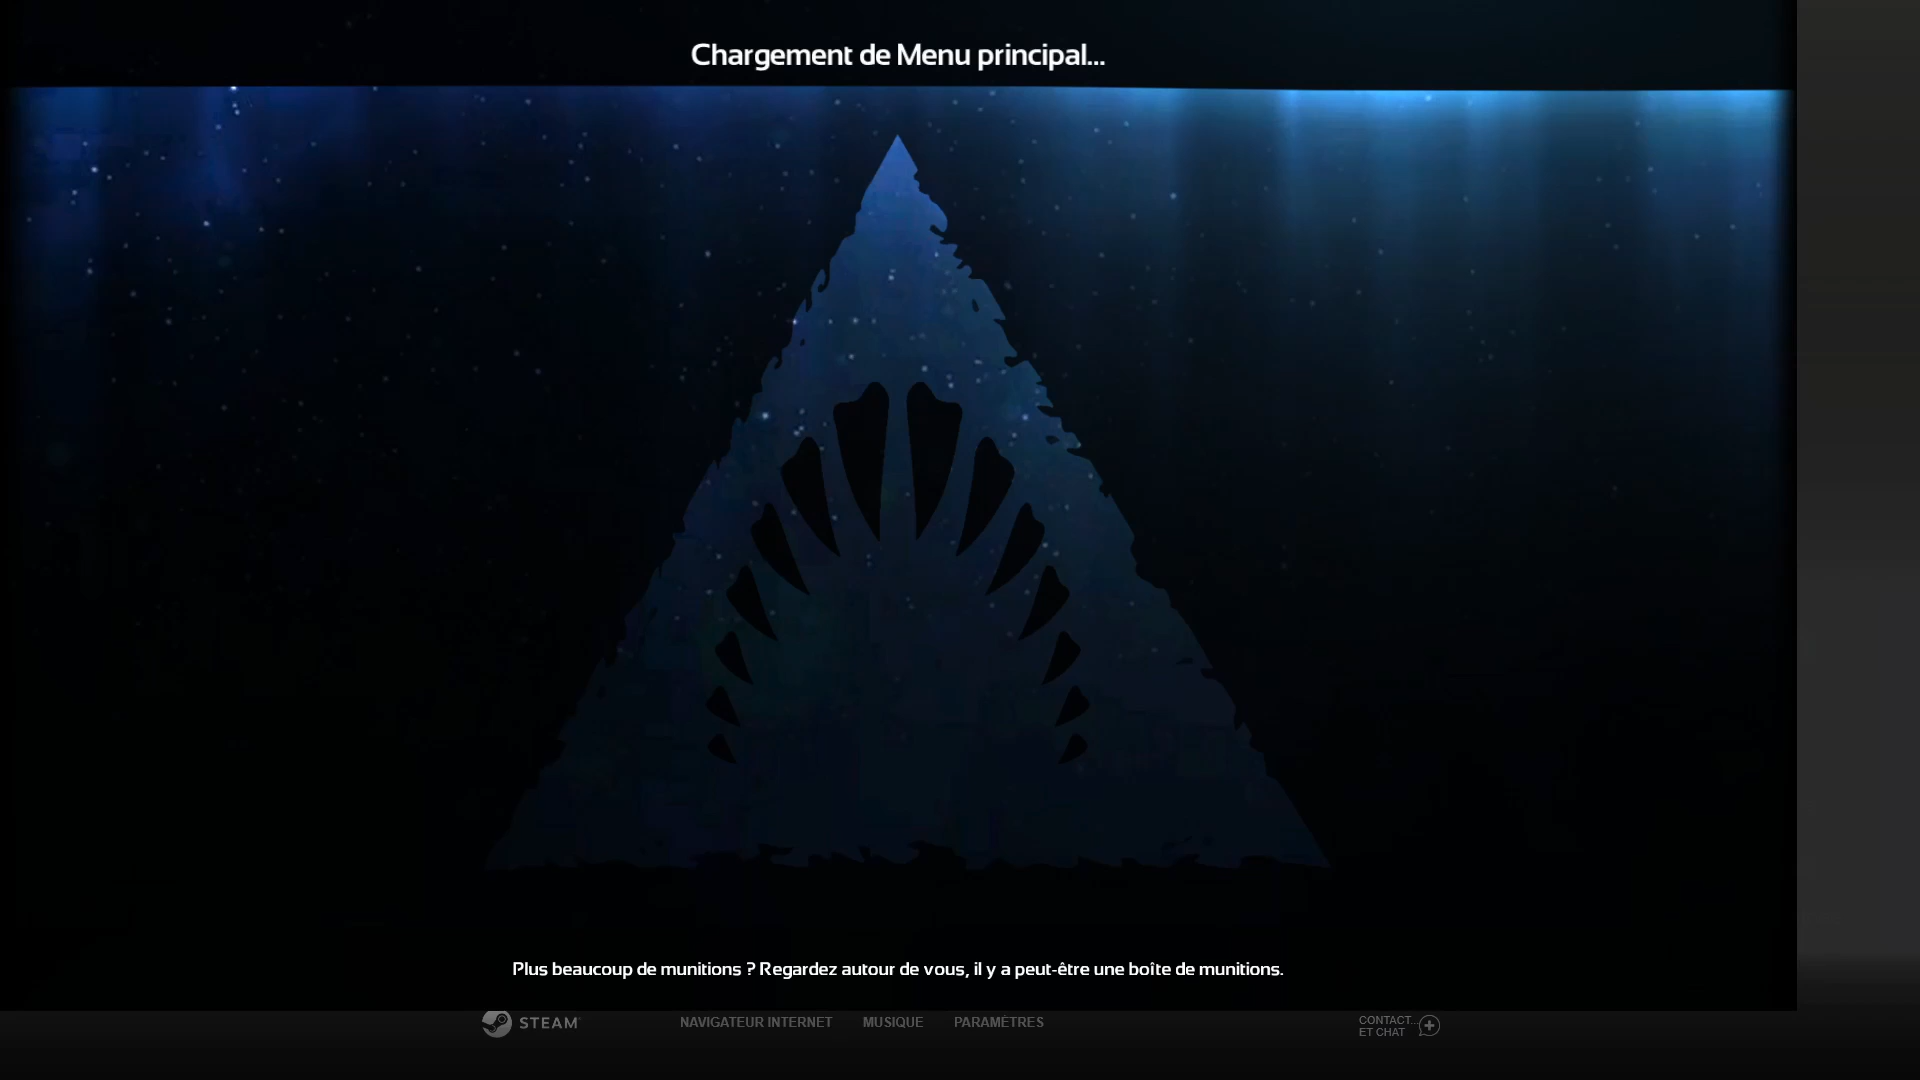 Chargement de Menu principal...
Plus beaucoup de munitions ? Regardez autour de vous, il y a peut-être une boîte de munitions.
STEAM NAVIGATEUR INTERNET MUSIQUE PARAMÈTRES
CONTACT...
ET CHAT